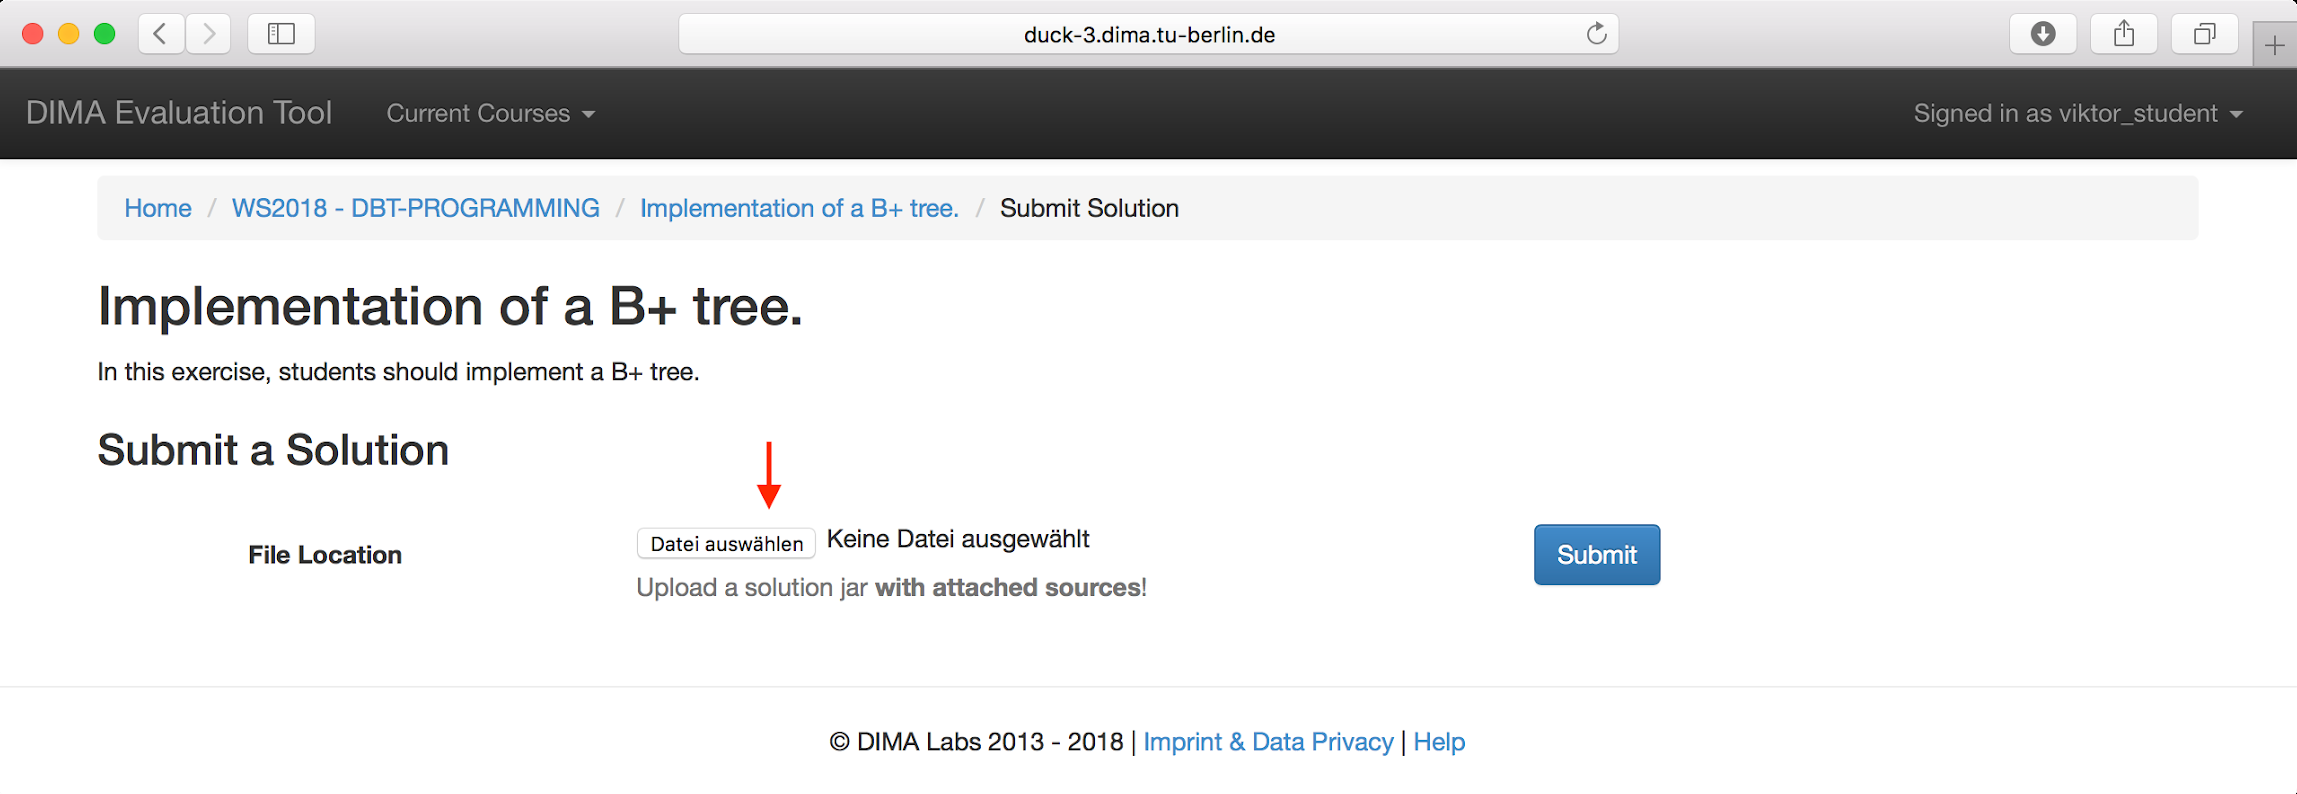 duck-3.dima.tu-berlin.de
DIMA Evaluation Tool Current Courses Signed in as viktor_student
Home / WS2018 - DBT-PROGRAMMING / Implementation of a B+ tree. / Submit Solution
Implementation of a B+ tree.
In this exercise, students should implement a B+ tree.
Submit a Solution
File Location Datei auswählen Keine Datei ausgewählt Submit
Upload a solution jar with attached sources!
© DIMA Labs 2013 - 2018 | Imprint & Data Privacy | Help